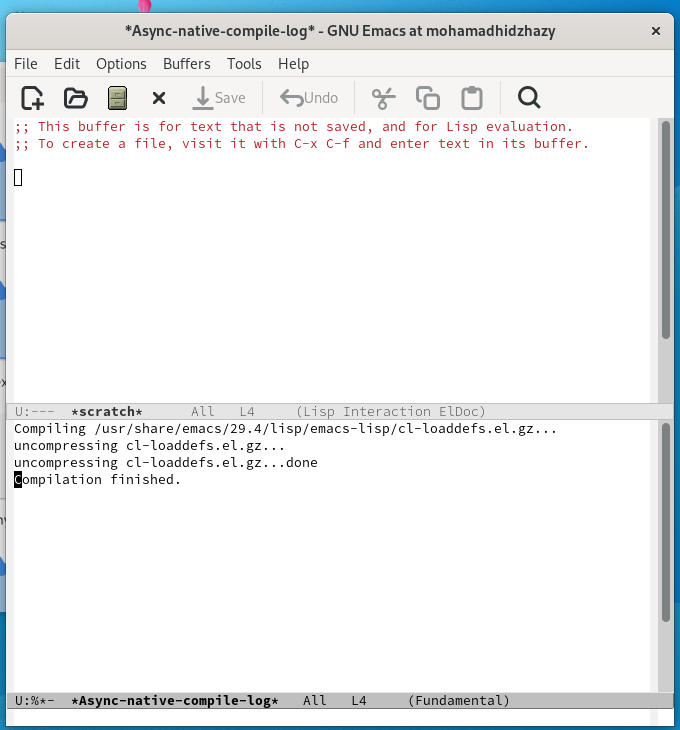 *Async-native-compile-log* - GNU Emacs at mohamadhidzhazy
File Edit Options Buffers Tools Help
Save Undo
;; This buffer is for text that is not saved, and for Lisp evaluation.
;; To create a file, visit it with C-x C-f and enter text in its buffer.
U:--- *scratch* All L4 (Lisp Interaction ElDoc)
Compiling /usr/share/emacs/29.4/lisp/emacs-lisp/cl-loaddefs.el.gz...
uncompressing cl-loaddefs.el.gz...
uncompressing cl-loaddefs.el.gz...done
Compilation finished.
U:%*- *Async-native-compile-log* All L4 (Fundamental)